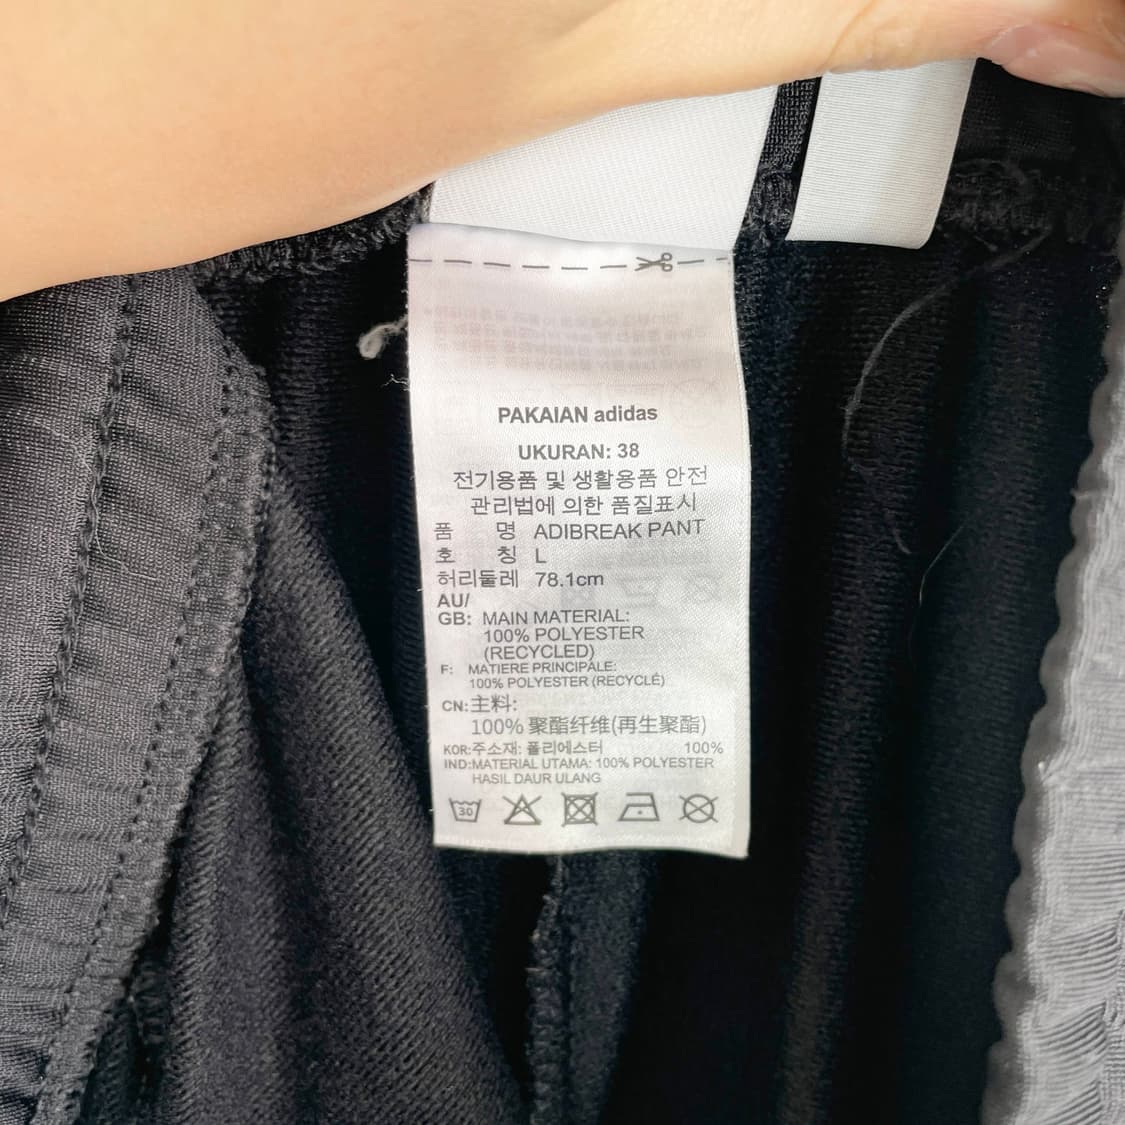 PAKAIAN adidas
UKURAN: 38
전기용품 및 생활용품 안전
관리법에 의한 품질표시
품 명 ADIBREAK PANT
호 칭 L
허리둘레 78.1cm
AU/
GB: MAIN MATERIAL:
100% POLYESTER
(RECYCLED)
F: MATIERE PRINCIPALE:
100% POLYESTER (RECYCLÉ)
CN:主料:
100% 聚酯纤维(再生聚酯)
KOR:주소재: 폴리에스터 100%
IND:MATERIAL UTAMA: 100% POLYESTER
HASIL DAUR ULANG
30